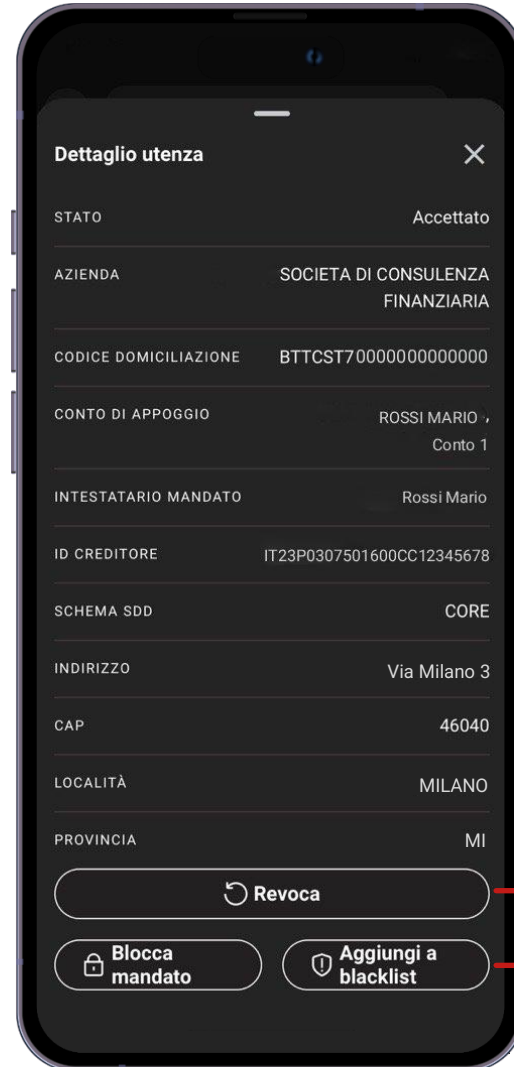 Dettaglio utenza
STATO Accettato
AZIENDA SOCIETA DI CONSULENZA
FINANZIARIA
CODICE DOMICILIAZIONE BTTCST70000000000000
CONTO DI APPOGGIO ROSSI MARIO ,
Conto 1
INTESTATARIO MANDATO Rossi Mario
ID CREDITORE IT23P0307501600CC12345678
SCHEMA SDD CORE
INDIRIZZO Via Milano 3
CAP 46040
LOCALITÀ MILANO
PROVINCIA MI
Revoca
Blocca
mandato
Aggiungi a
blacklist